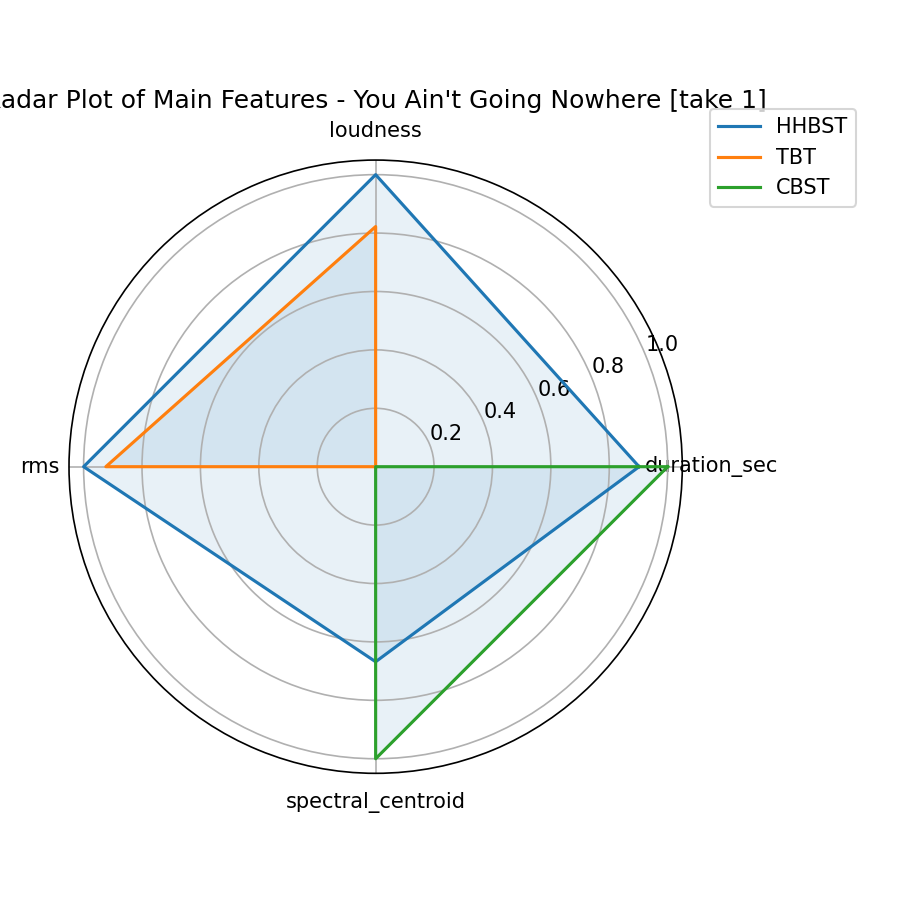 adar Plot of Main Features - You Ain't Going Nowhere [take 1]
loudness
HHBST
TBT
CBST
1.0
0.8
0.6
0.4
0.2
rms
duration_sec
spectral_centroid